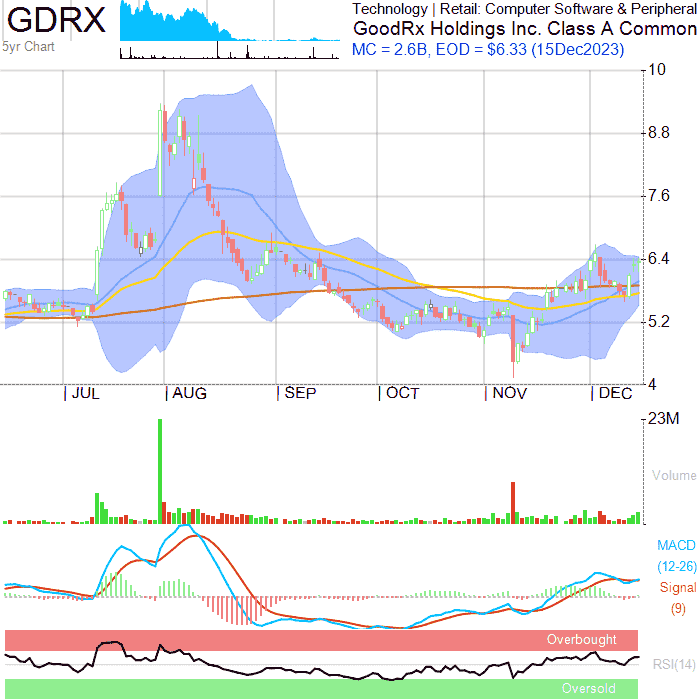 GDRX
5yr Chart
Technology | Retail: Computer Software & Peripheral
GoodRx Holdings Inc. Class A Common
MC = 2.6B, EOD = $6.33 (15Dec2023)
10
8.8
7.6
6.4
5.2
4
JUL
AUG
SEP
OCT
NOV
DEC
23M
Volume
MACD
(12-26)
Signal
(9)
Overbought
RSI(14)
Oversold